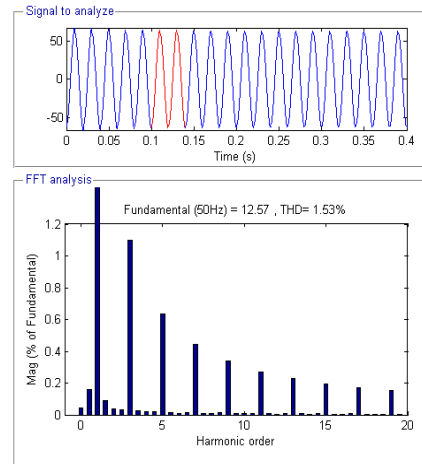 Signal to analyze
50
0
-50
0 0.05 0.1 0.15 0.2 0.25 0.3 0.35 0.4
Time (s)
FFT analysis
Fundamental (50Hz) = 12.57 , THD= 1.53%
1.2
1
0.8
0.6
0.4
0.2
0
Mag (% of Fundamental)
0 5 10 15 20
Harmonic order